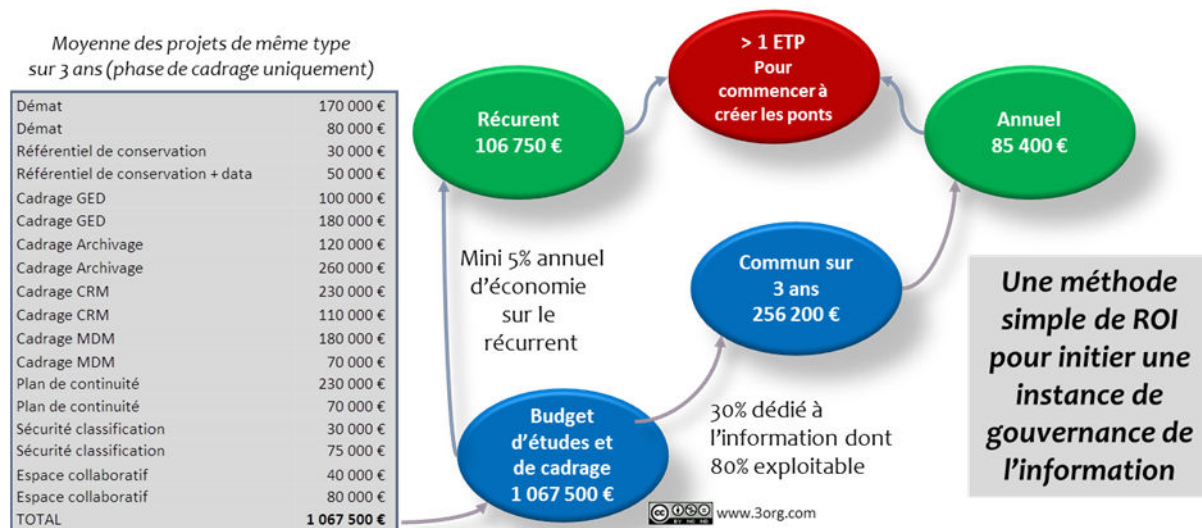 Moyenne des projets de même type
sur 3 ans (phase de cadrage uniquement)
Démat 170 000 €
Démat 80 000 €
Référentiel de conservation 30 000 €
Référentiel de conservation + data 50 000 €
Cadrage GED 100 000 €
Cadrage GED 180 000 €
Cadrage Archivage 120 000 €
Cadrage Archivage 260 000 €
Cadrage CRM 230 000 €
Cadrage CRM 110 000 €
Cadrage MDM 180 000 €
Cadrage MDM 70 000 €
Plan de continuité 230 000 €
Plan de continuité 70 000 €
Sécurité classification 30 000 €
Sécurité classification 75 000 €
Espace collaboratif 40 000 €
Espace collaboratif 80 000 €
TOTAL 1 067 500 €
> 1 ETP
Pour
commencer à
créer les ponts
Récurent
106 750 €
Annuel
85 400 €
Mini 5% annuel
d'économie
sur le
récurrent
Commun sur
3 ans
256 200 €
Budget
d'études et
de cadrage
1 067 500 €
30% dédié à
l'information dont
80% exploitable
Une méthode
simple de ROI
pour initier une
instance de
gouvernance de
l'information
cc BY NC ND www.3org.com